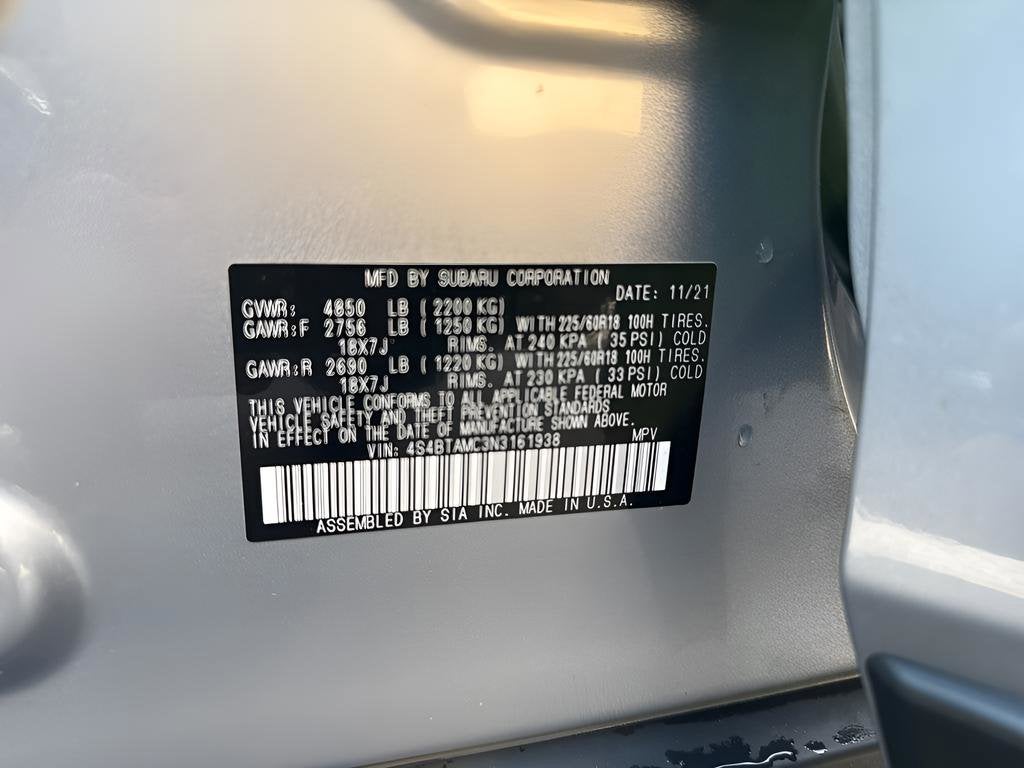 MFD BY SUBARU CORPORATION
DATE: 11/21
GVWR: 4850 LB (2200 KG)
GAWR:F 2756 LB (1250 KG) WITH 225/60R18 100H TIRES.
18X7J RIMS. AT 240 KPA ( 35 PSI) COLD
GAWR:R 2690 LB (1220 KG) WITH 225/60R18 100H TIRES.
18X7J RIMS. AT 230 KPA ( 33 PSI) COLD
THIS VEHICLE CONFORMS TO ALL APPLICABLE FEDERAL MOTOR
VEHICLE SAFETY AND THEFT PREVENTION STANDARDS
IN EFFECT ON THE DATE OF MANUFACTURE SHOWN ABOVE.
VIN: 4S4BTAMC3N3161938 MPV
ASSEMBLED BY SIA INC. MADE IN U.S.A.